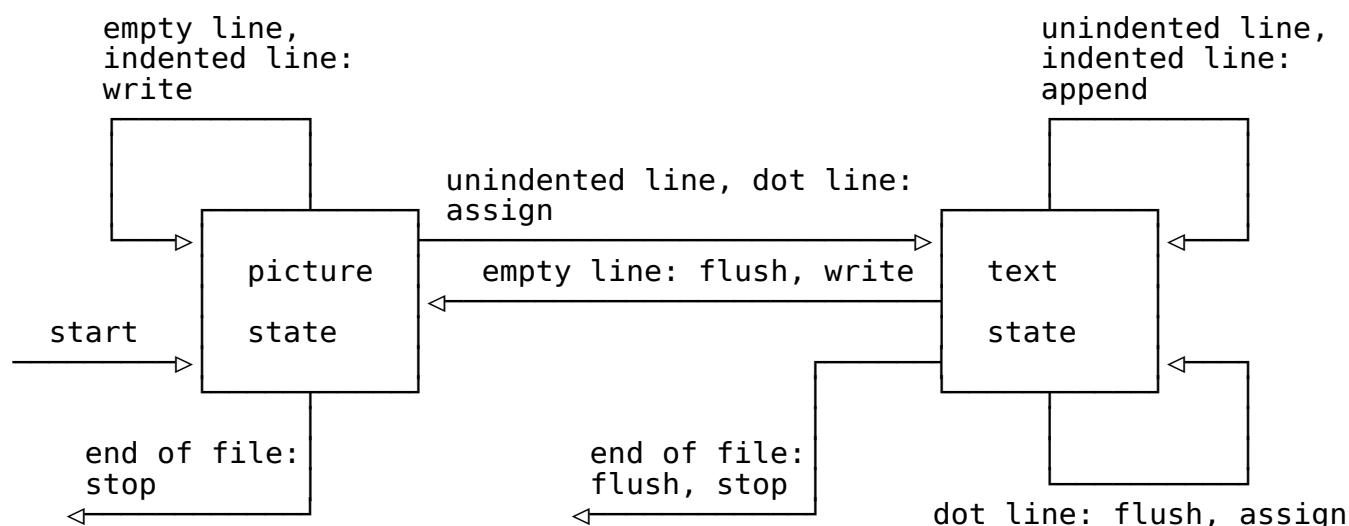 empty line,
indented line:
write
unindented line,
indented line:
append
unindented line, dot line:
assign
picture
state
empty line: flush, write
text
state
start
end of file:
stop
end of file:
flush, stop
dot line: flush, assign